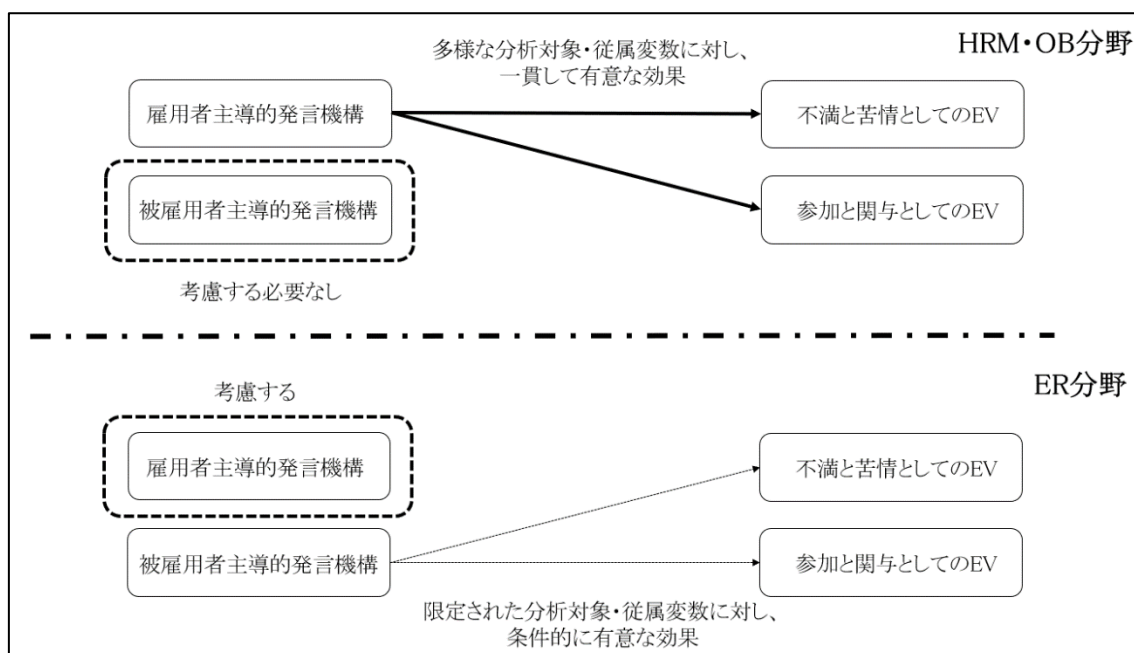 HRM・OB分野
多様な分析対象・従属変数に対し、
一貫して有意な効果
雇用者主導的発言機構
不満と苦情としてのEV
被雇用者主導的発言機構
参加と関与としてのEV
考慮する必要なし
ER分野
考慮する
雇用者主導的発言機構
不満と苦情としてのEV
被雇用者主導的発言機構
参加と関与としてのEV
限定された分析対象・従属変数に対し、
条件的に有意な効果